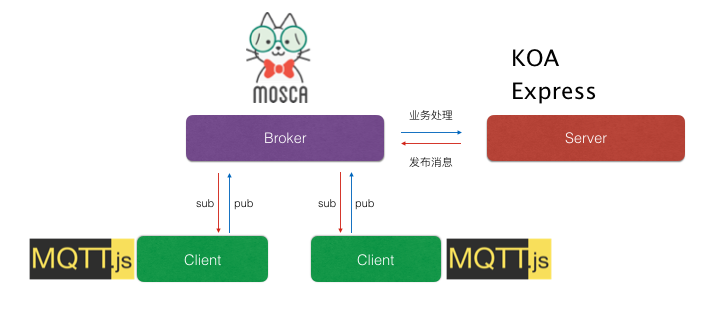 MOSCA
KOA
Express
Broker
业务处理
Server
发布消息
sub
pub
sub
pub
MQTT.js
Client
Client
MQTT.js